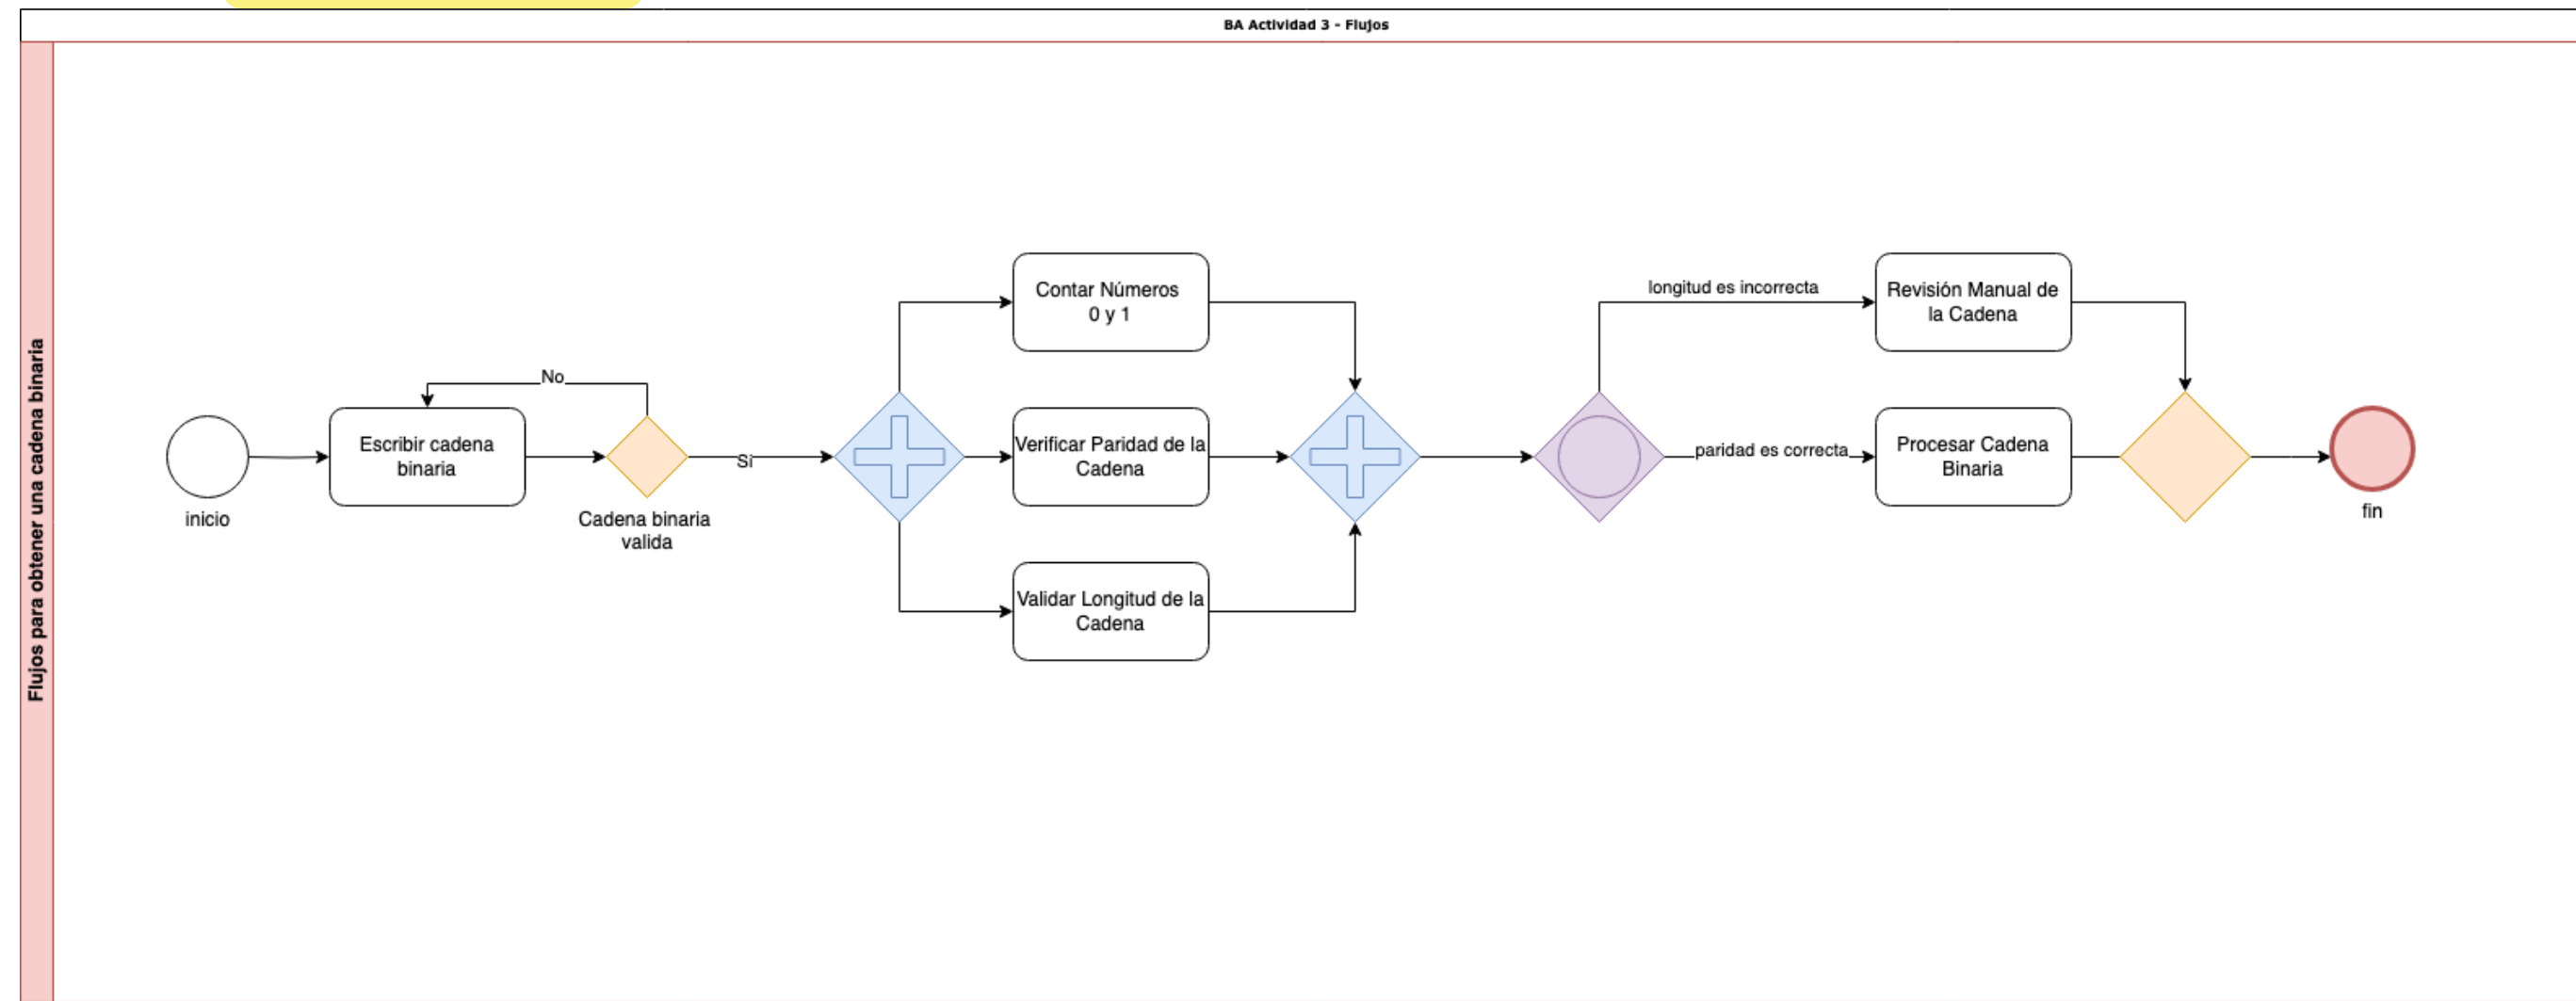 BA Actividad 3 - Flujos
Flujos para obtener una cadena binaria
inicio
Escribir cadena
binaria
No
Cadena binaria
valida
Si
Contar Números
0 y 1
Verificar Paridad de la
Cadena
Validar Longitud de la
Cadena
longitud es incorrecta
paridad es correcta
Revisión Manual de
la Cadena
Procesar Cadena
Binaria
fin